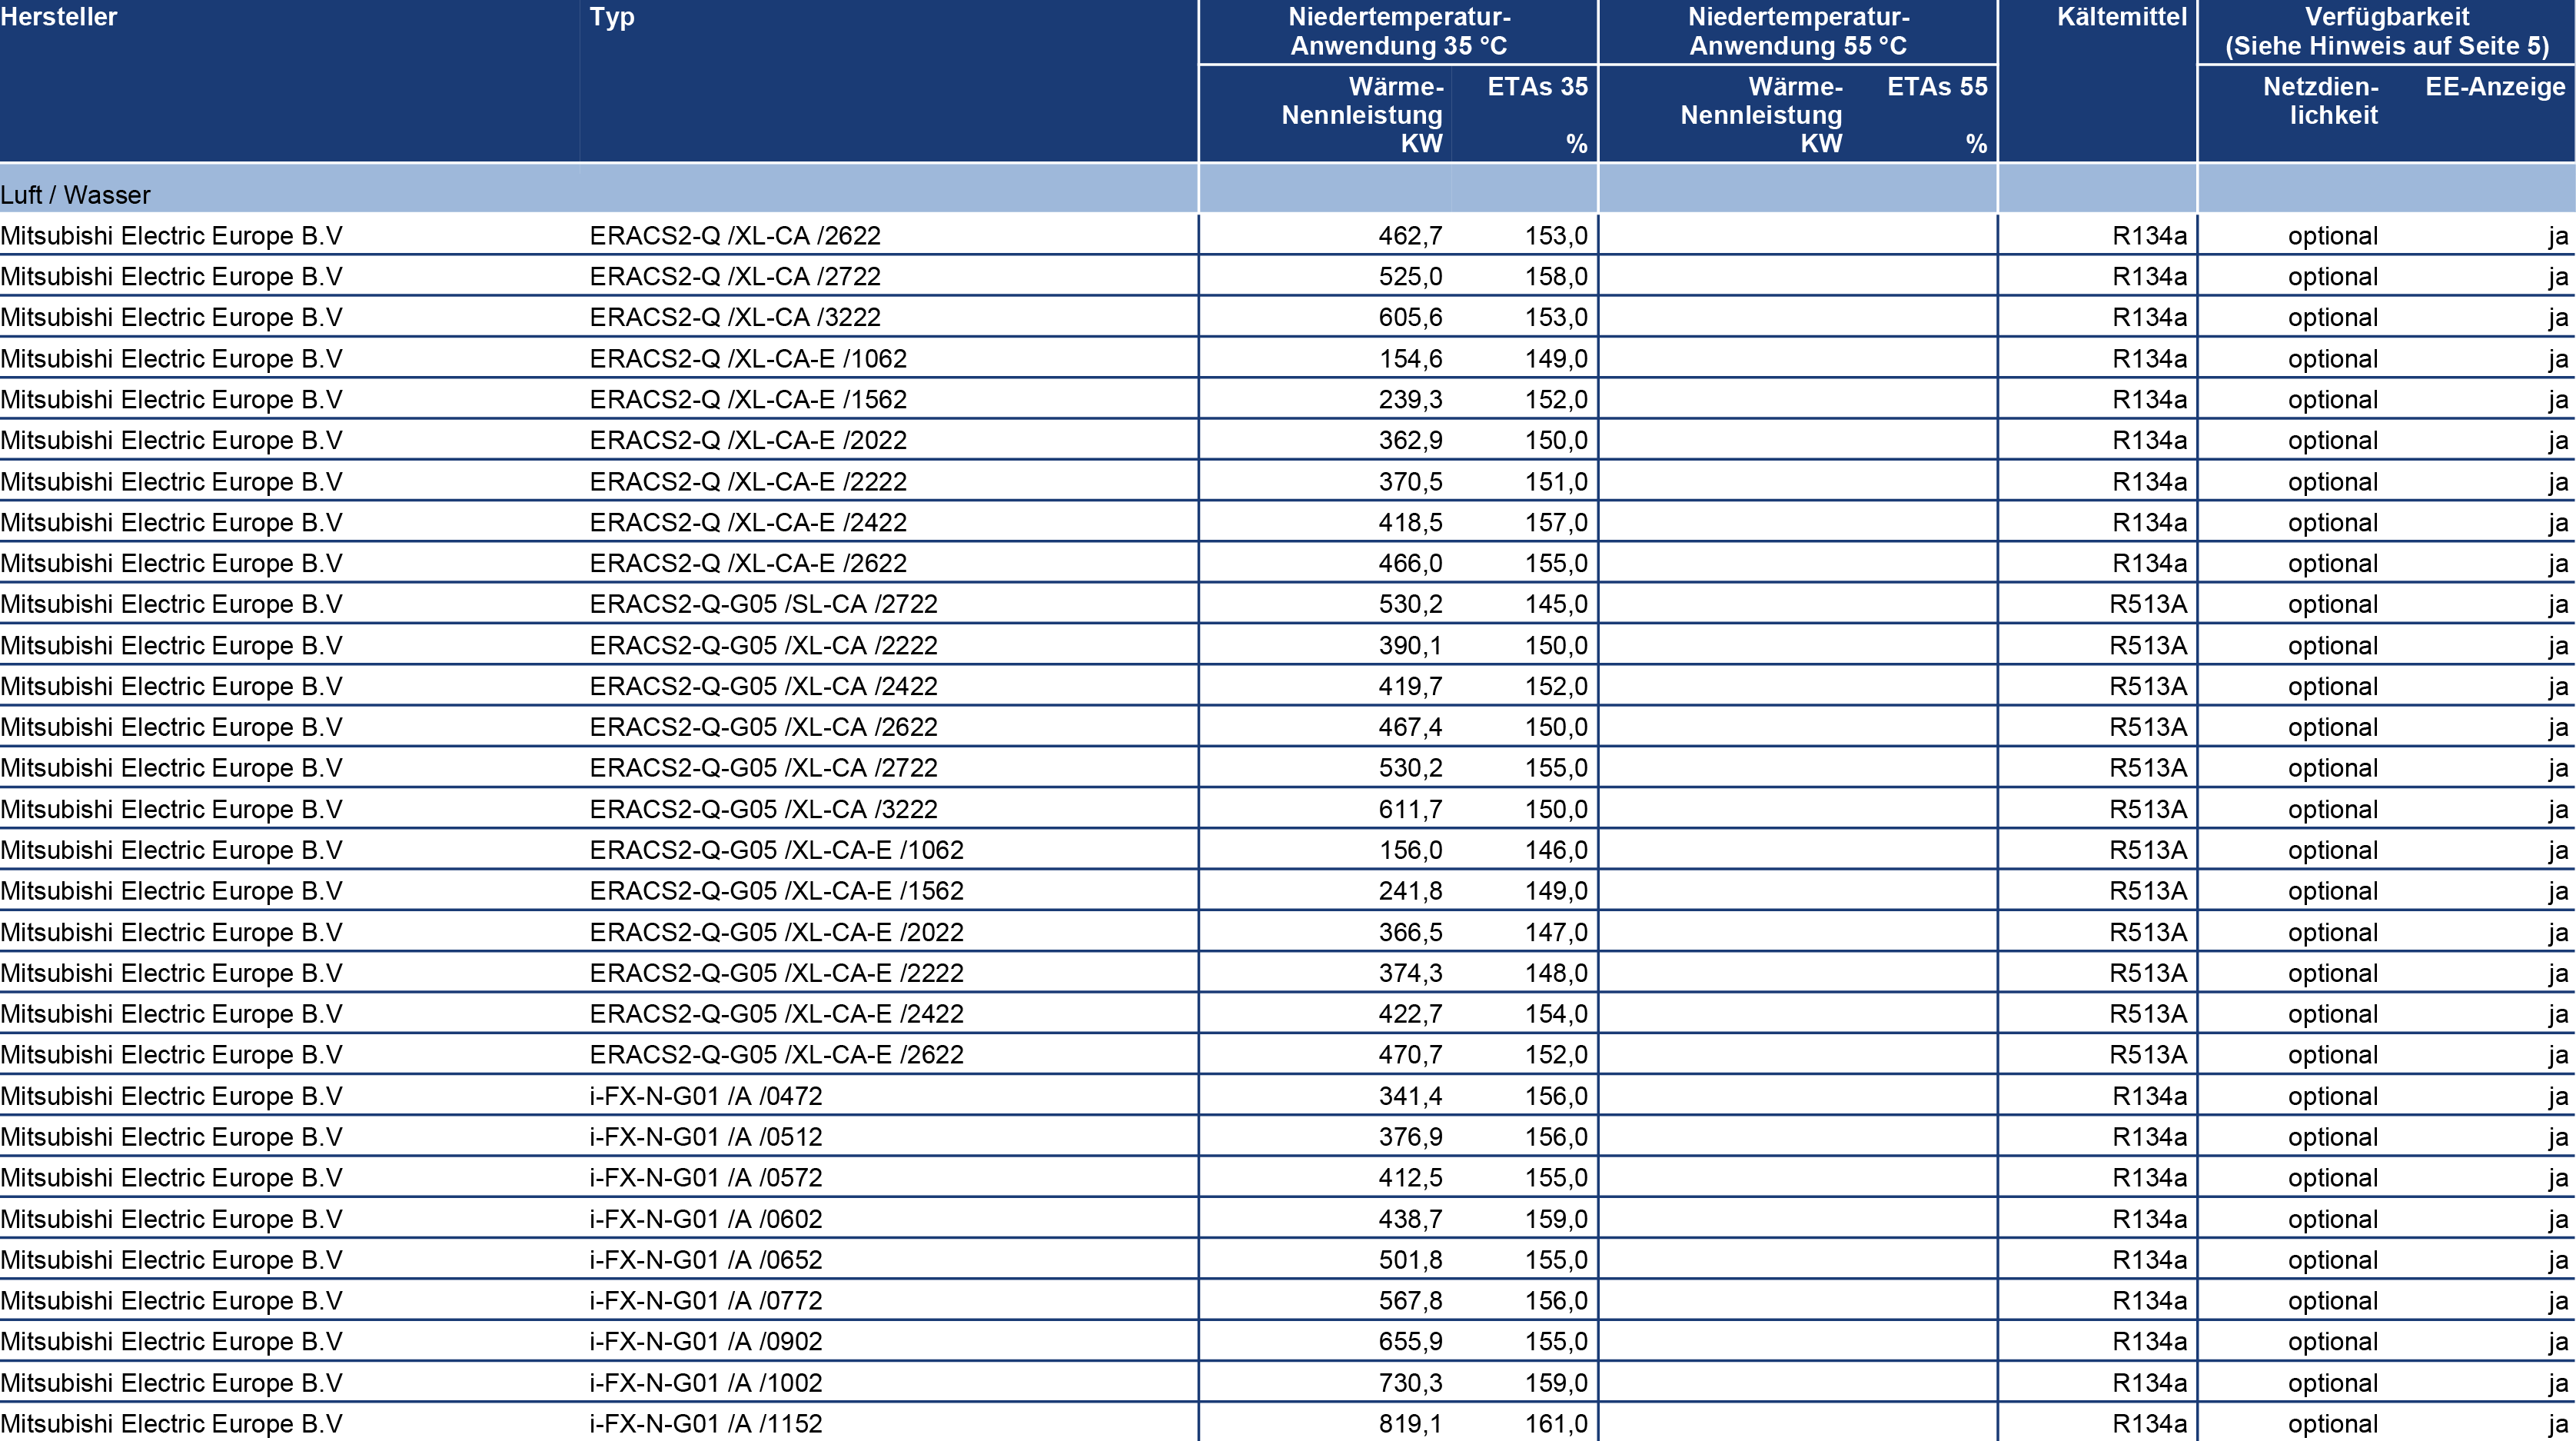 Hersteller Typ Niedertemperatur- Niedertemperatur- Kältemittel Verfügbarkeit
Anwendung 35 °C Anwendung 55 °C (Siehe Hinweis auf Seite 5)
Wärme- ETAs 35 Wärme- ETAs 55 Netzdien- EE-Anzeige
Nennleistung Nennleistung lichkeit
KW % KW %
Luft / Wasser
Mitsubishi Electric Europe B.V ERACS2-Q /XL-CA /2622 462,7 153,0 R134a optional ja
Mitsubishi Electric Europe B.V ERACS2-Q /XL-CA /2722 525,0 158,0 R134a optional ja
Mitsubishi Electric Europe B.V ERACS2-Q /XL-CA /3222 605,6 153,0 R134a optional ja
Mitsubishi Electric Europe B.V ERACS2-Q /XL-CA-E /1062 154,6 149,0 R134a optional ja
Mitsubishi Electric Europe B.V ERACS2-Q /XL-CA-E /1562 239,3 152,0 R134a optional ja
Mitsubishi Electric Europe B.V ERACS2-Q /XL-CA-E /2022 362,9 150,0 R134a optional ja
Mitsubishi Electric Europe B.V ERACS2-Q /XL-CA-E /2222 370,5 151,0 R134a optional ja
Mitsubishi Electric Europe B.V ERACS2-Q /XL-CA-E /2422 418,5 157,0 R134a optional ja
Mitsubishi Electric Europe B.V ERACS2-Q /XL-CA-E /2622 466,0 155,0 R134a optional ja
Mitsubishi Electric Europe B.V ERACS2-Q-G05 /SL-CA /2722 530,2 145,0 R513A optional ja
Mitsubishi Electric Europe B.V ERACS2-Q-G05 /XL-CA /2222 390,1 150,0 R513A optional ja
Mitsubishi Electric Europe B.V ERACS2-Q-G05 /XL-CA /2422 419,7 152,0 R513A optional ja
Mitsubishi Electric Europe B.V ERACS2-Q-G05 /XL-CA /2622 467,4 150,0 R513A optional ja
Mitsubishi Electric Europe B.V ERACS2-Q-G05 /XL-CA /2722 530,2 155,0 R513A optional ja
Mitsubishi Electric Europe B.V ERACS2-Q-G05 /XL-CA /3222 611,7 150,0 R513A optional ja
Mitsubishi Electric Europe B.V ERACS2-Q-G05 /XL-CA-E /1062 156,0 146,0 R513A optional ja
Mitsubishi Electric Europe B.V ERACS2-Q-G05 /XL-CA-E /1562 241,8 149,0 R513A optional ja
Mitsubishi Electric Europe B.V ERACS2-Q-G05 /XL-CA-E /2022 366,5 147,0 R513A optional ja
Mitsubishi Electric Europe B.V ERACS2-Q-G05 /XL-CA-E /2222 374,3 148,0 R513A optional ja
Mitsubishi Electric Europe B.V ERACS2-Q-G05 /XL-CA-E /2422 422,7 154,0 R513A optional ja
Mitsubishi Electric Europe B.V ERACS2-Q-G05 /XL-CA-E /2622 470,7 152,0 R513A optional ja
Mitsubishi Electric Europe B.V i-FX-N-G01 /A /0472 341,4 156,0 R134a optional ja
Mitsubishi Electric Europe B.V i-FX-N-G01 /A /0512 376,9 156,0 R134a optional ja
Mitsubishi Electric Europe B.V i-FX-N-G01 /A /0572 412,5 155,0 R134a optional ja
Mitsubishi Electric Europe B.V i-FX-N-G01 /A /0602 438,7 159,0 R134a optional ja
Mitsubishi Electric Europe B.V i-FX-N-G01 /A /0652 501,8 155,0 R134a optional ja
Mitsubishi Electric Europe B.V i-FX-N-G01 /A /0772 567,8 156,0 R134a optional ja
Mitsubishi Electric Europe B.V i-FX-N-G01 /A /0902 655,9 155,0 R134a optional ja
Mitsubishi Electric Europe B.V i-FX-N-G01 /A /1002 730,3 159,0 R134a optional ja
Mitsubishi Electric Europe B.V i-FX-N-G01 /A /1152 819,1 161,0 R134a optional ja